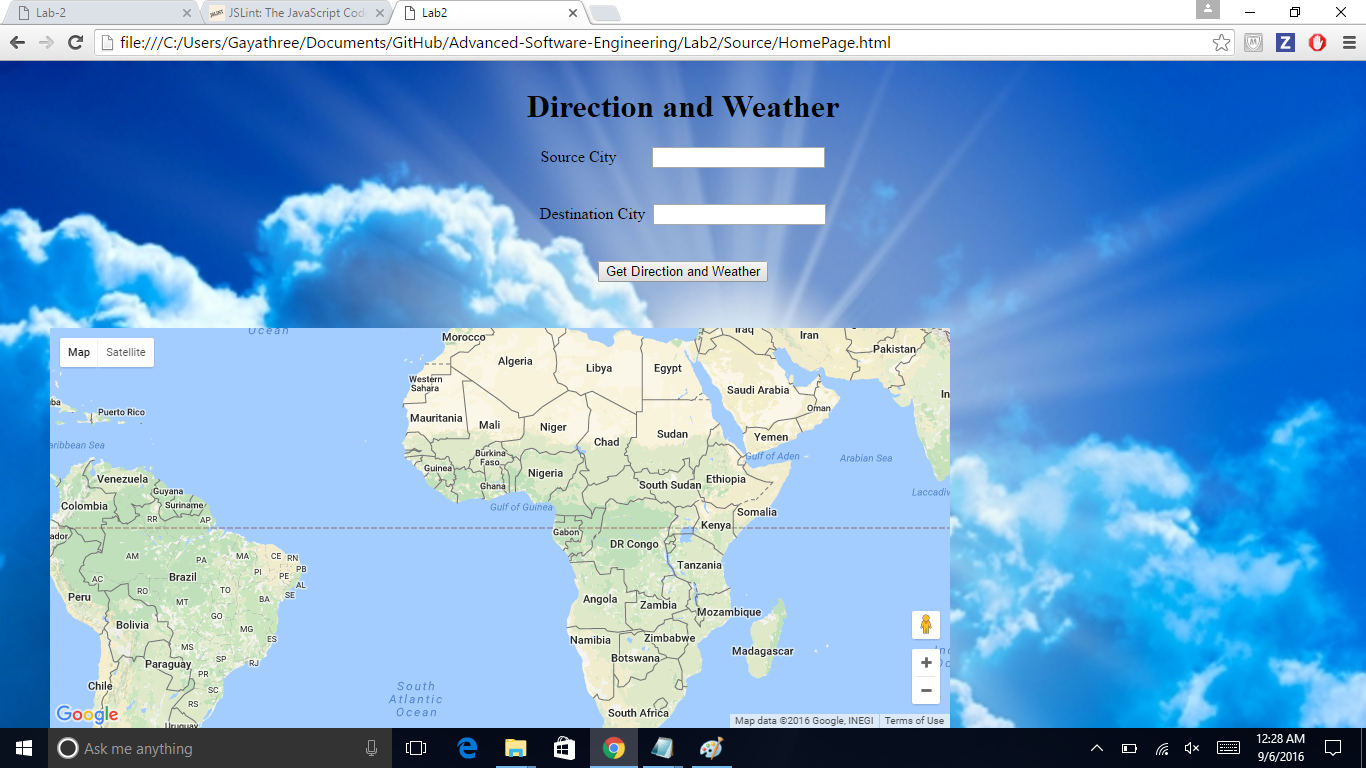 Lab-2
JSLint: The JavaScript Cod
Lab2
file:///C:/Users/Gayathree/Documents/GitHub/Advanced-Software-Engineering/Lab2/Source/HomePage.html
Z
Direction and Weather
Source City
Destination City
Get Direction and Weather
Ocean
Map Satellite
Morocco
Iraq
Iran
Pakistan
Algeria
Libya
Egypt
Western
Sahara
Saudi Arabia
Oman
In
ba
Puerto Rico
Mauritania
Mali
Niger
Chad
Sudan
Yemen
aribbean Sea
Gulf of Aden
Arabian Sea
Burkina
Faso
Guinea
Nigeria
Ghana
South Sudan
Ethiopia
Laccadiv
Venezuela
Guyana
Suriname
Colombia
Gulf of Guinea
Somalia
RR
AP
Kenya
ador
Gabon
DR Congo
AM
PA
MA
CE
RN
PB
PI
PE
AL
SE
Tanzania
AC
Brazil
RO
TO
BA
MT
Peru
Angola
Zambia
Mozambique
Bolivia
GO
MG
ES
MS
Namibia
Zimbabwe
Madagascar
Botswana
Paraguay
SP
RJ
PR
SC
Chile
RS
South
Atlantic
Ocean
South Africa
Uruguay
Google
Map data ©2016 Google, INEGI
Terms of Use
Ask me anything
12:28 AM
9/6/2016